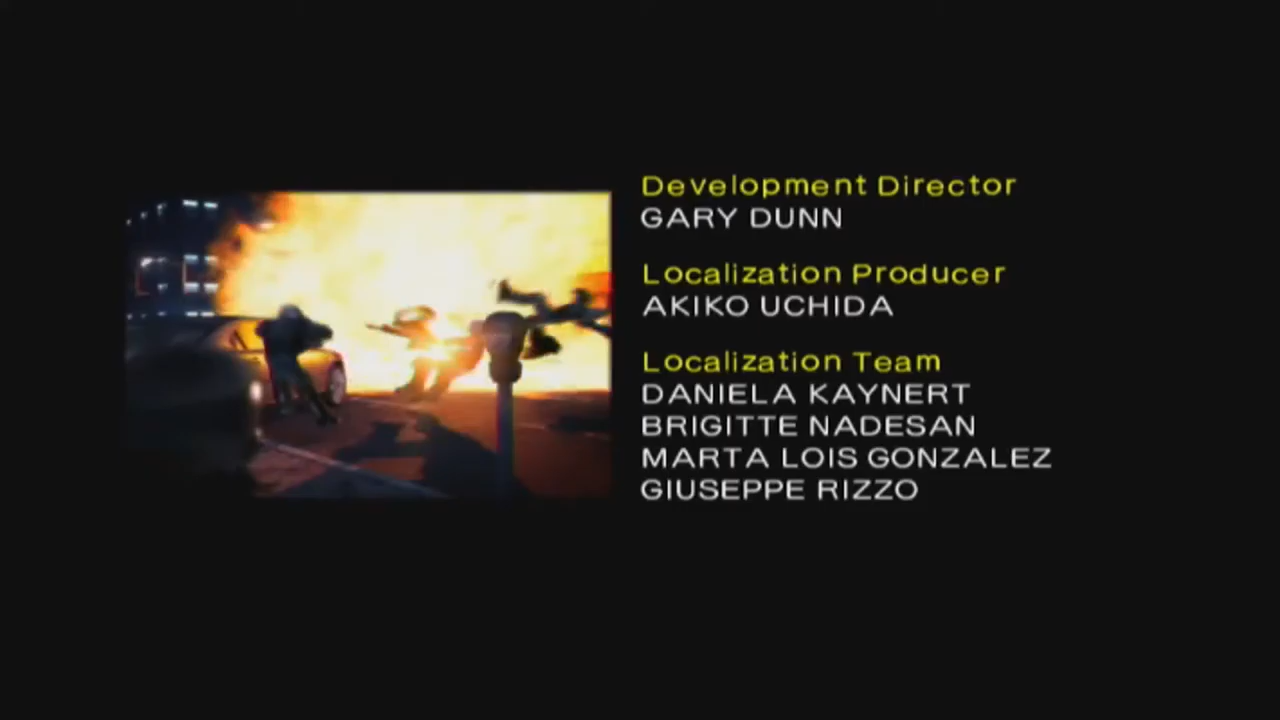 Development Director
GARY DUNN
Localization Producer
AKIKO UCHIDA
Localization Team
DANIELA KAYNERT
BRIGITTE NADESAN
MARTA LOIS GONZALEZ
GIUSEPPE RIZZO